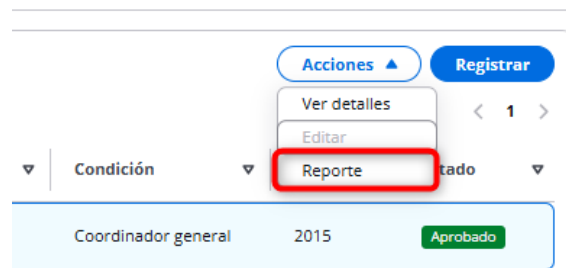 Acciones ▲ Registrar
Ver detalles
< 1 >
Editar
Reporte
Condición tado
Coordinador general 2015 Aprobado